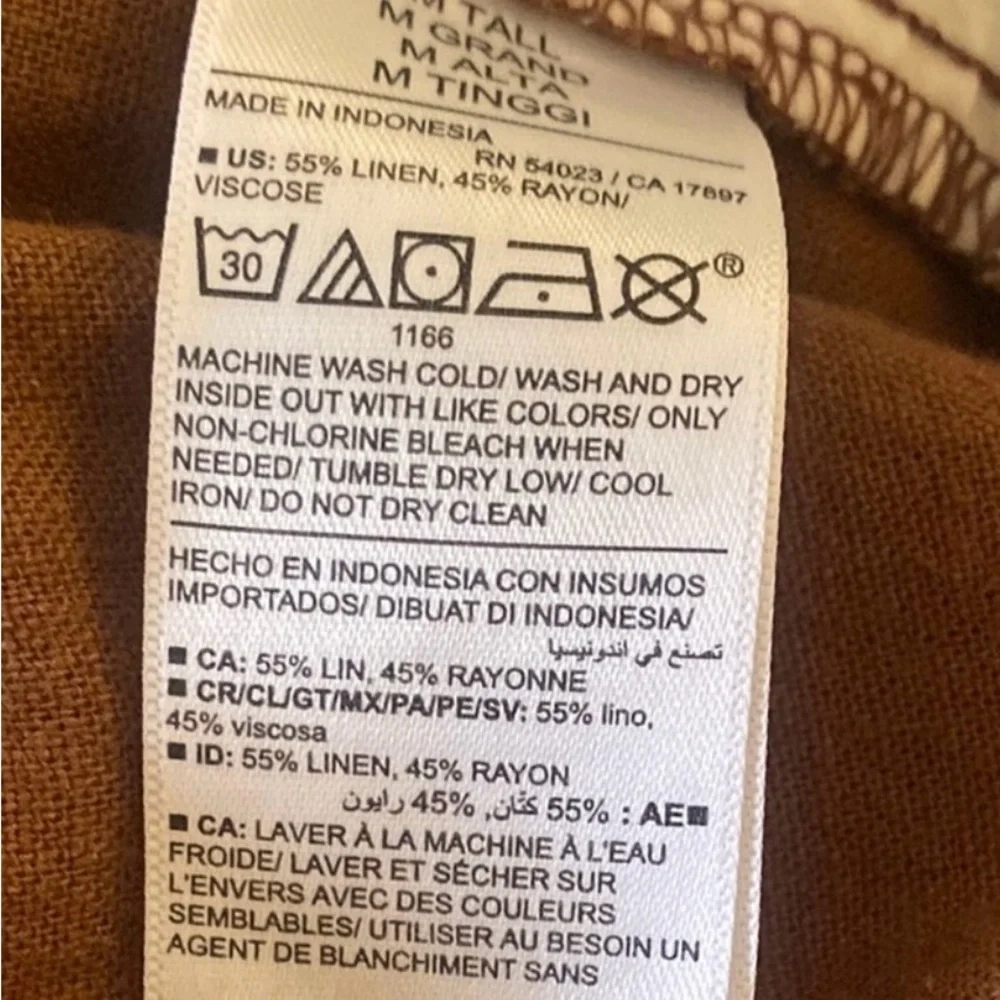 M TALL
M GRAND
M ALTA
M TINGGI
MADE IN INDONESIA
RN 54023 / CA 17897
■ US: 55% LINEN, 45% RAYON/
VISCOSE
30
®
1166
MACHINE WASH COLD/ WASH AND DRY
INSIDE OUT WITH LIKE COLORS/ ONLY
NON-CHLORINE BLEACH WHEN
NEEDED/ TUMBLE DRY LOW/ COOL
IRON/ DO NOT DRY CLEAN
HECHO EN INDONESIA CON INSUMOS
IMPORTADOS/ DIBUAT DI INDONESIA/
تصنع في اندونيسيا
■ CA: 55% LIN, 45% RAYONNE
■ CR/CL/GT/MX/PA/PE/SV: 55% lino,
45% viscosa
■ ID: 55% LINEN, 45% RAYON
■AE : 55% كتّان, 45% رايون
■ CA: LAVER À LA MACHINE À L'EAU
FROIDE/ LAVER ET SÉCHER SUR
L'ENVERS AVEC DES COULEURS
SEMBLABLES/ UTILISER AU BESOIN UN
AGENT DE BLANCHIMENT SANS